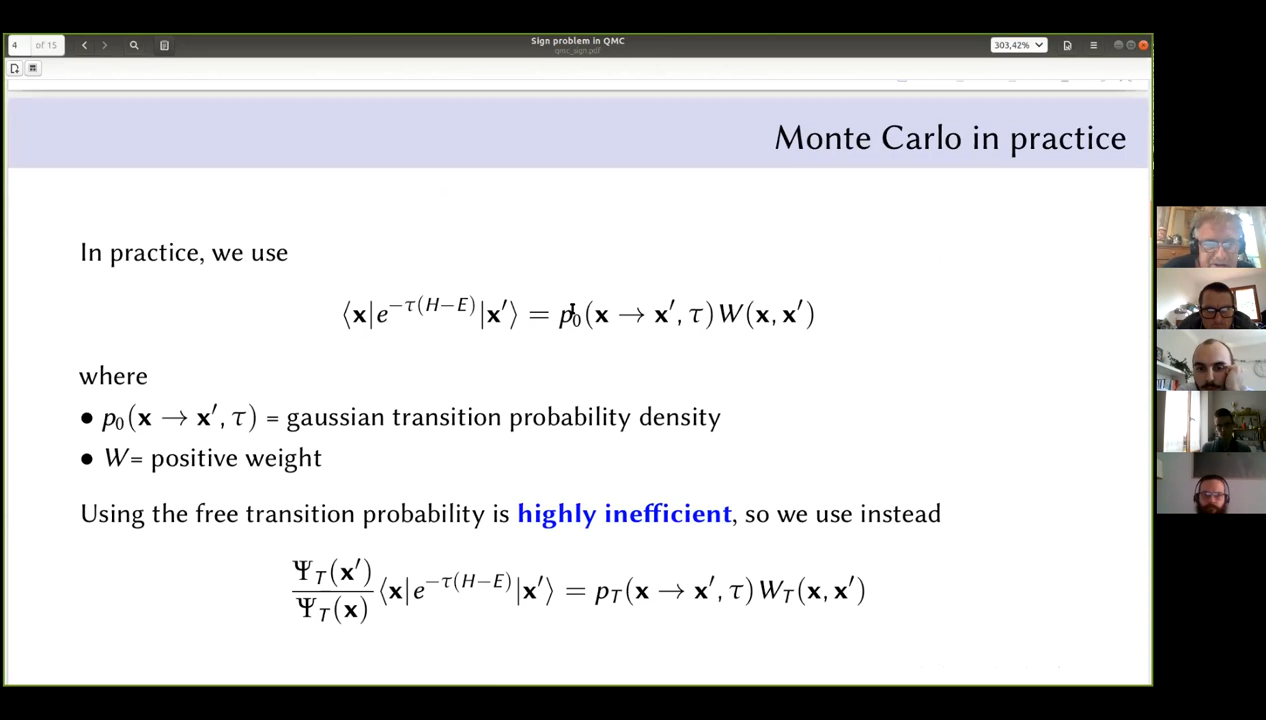 4 of 15
Sign problem in QMC
qmc_sign.pdf
303,42%
Monte Carlo in practice
In practice, we use
⟨x|e^{−τ(H−E)}|x′⟩ = p₀(x → x′, τ)W(x, x′)
where
• p₀(x → x′, τ) = gaussian transition probability density
• W= positive weight
Using the free transition probability is highly inefficient, so we use instead
Ψ_T(x′)/Ψ_T(x) ⟨x|e^{−τ(H−E)}|x′⟩ = p_T(x → x′, τ)W_T(x, x′)